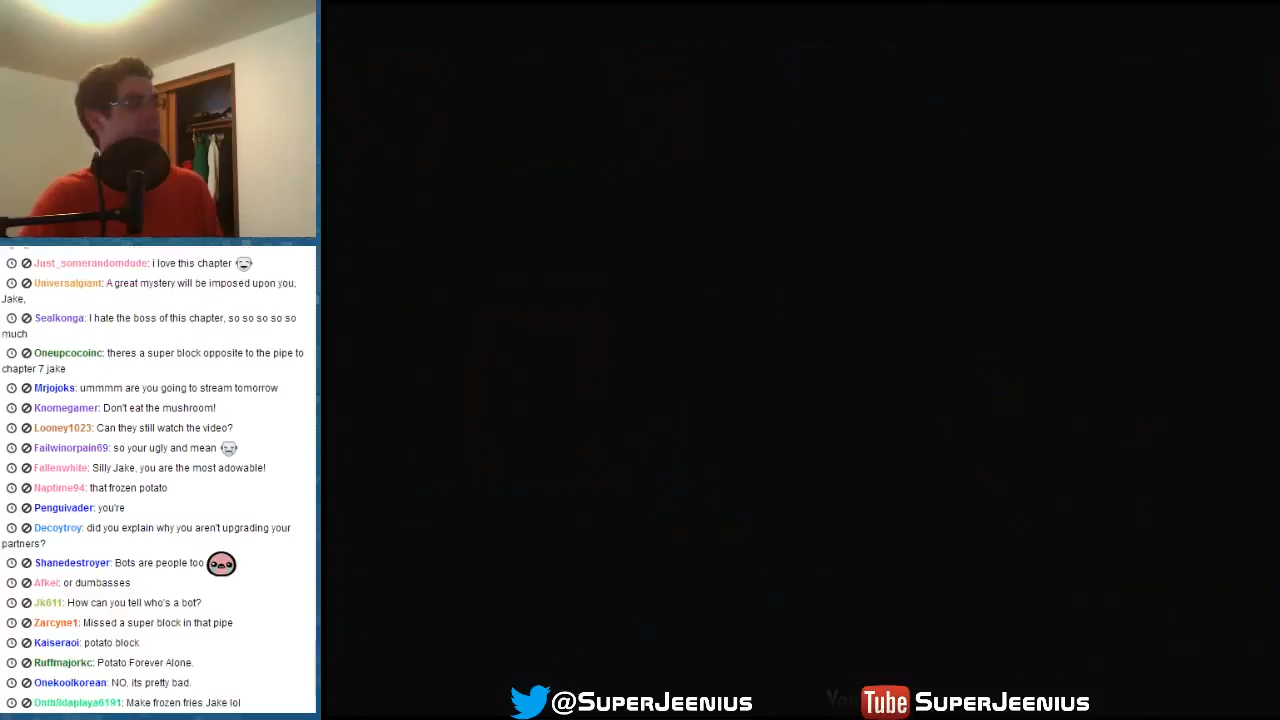 Just_somerandomdude: i love this chapter
Universalgiant: A great mystery will be imposed upon you,
Jake,
Sealkonga: I hate the boss of this chapter, so so so so so
much
Oneupcocoinc: theres a super block opposite to the pipe to
chapter 7 jake
Mrjojoks: ummmm are you going to stream tomorrow
Knomegamer: Don't eat the mushroom!
Looney1023: Can they still watch the video?
Failwinorpain69: so your ugly and mean
Fallenwhite: Silly Jake, you are the most adowable!
Naptime94: that frozen potato
Penguivader: you're
Decoytroy: did you explain why you aren't upgrading your
partners?
Shanedestroyer: Bots are people too
Afkei: or dumbasses
Jk611: How can you tell who's a bot?
Zarcyne1: Missed a super block in that pipe
Kaiseraoi: potato block
Ruffmajorkc: Potato Forever Alone.
Onekoolkorean: NO, its pretty bad.
Dnth8daplaya6191: Make frozen fries Jake lol
@SuperJeenius
You Tube SuperJeenius